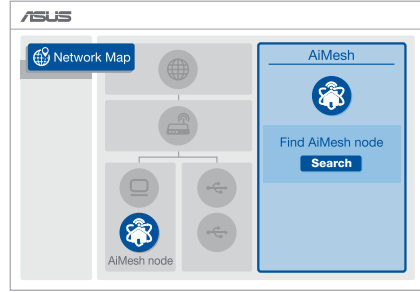 ASUS
Network Map
AiMesh
Find AiMesh node
Search
AiMesh node